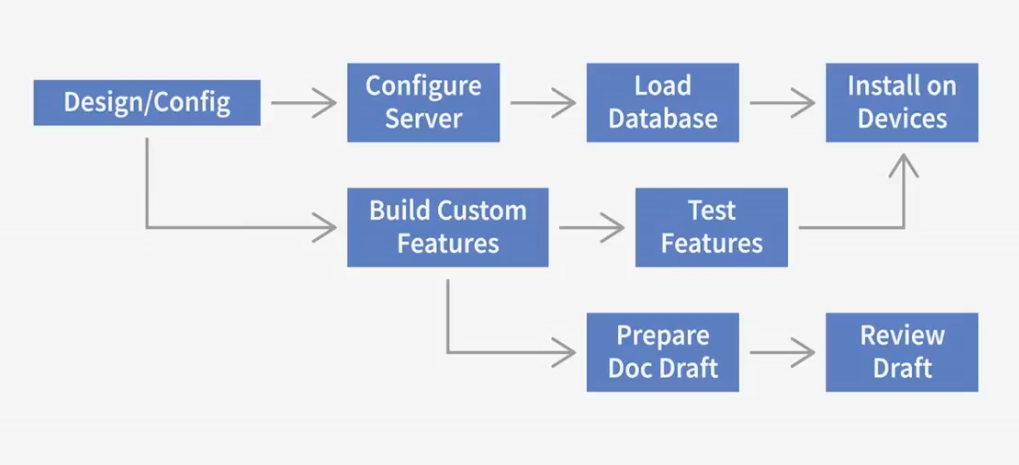 Design/Config
Configure
Server
Load
Database
Install on
Devices
Build Custom
Features
Test
Features
Prepare
Doc Draft
Review
Draft